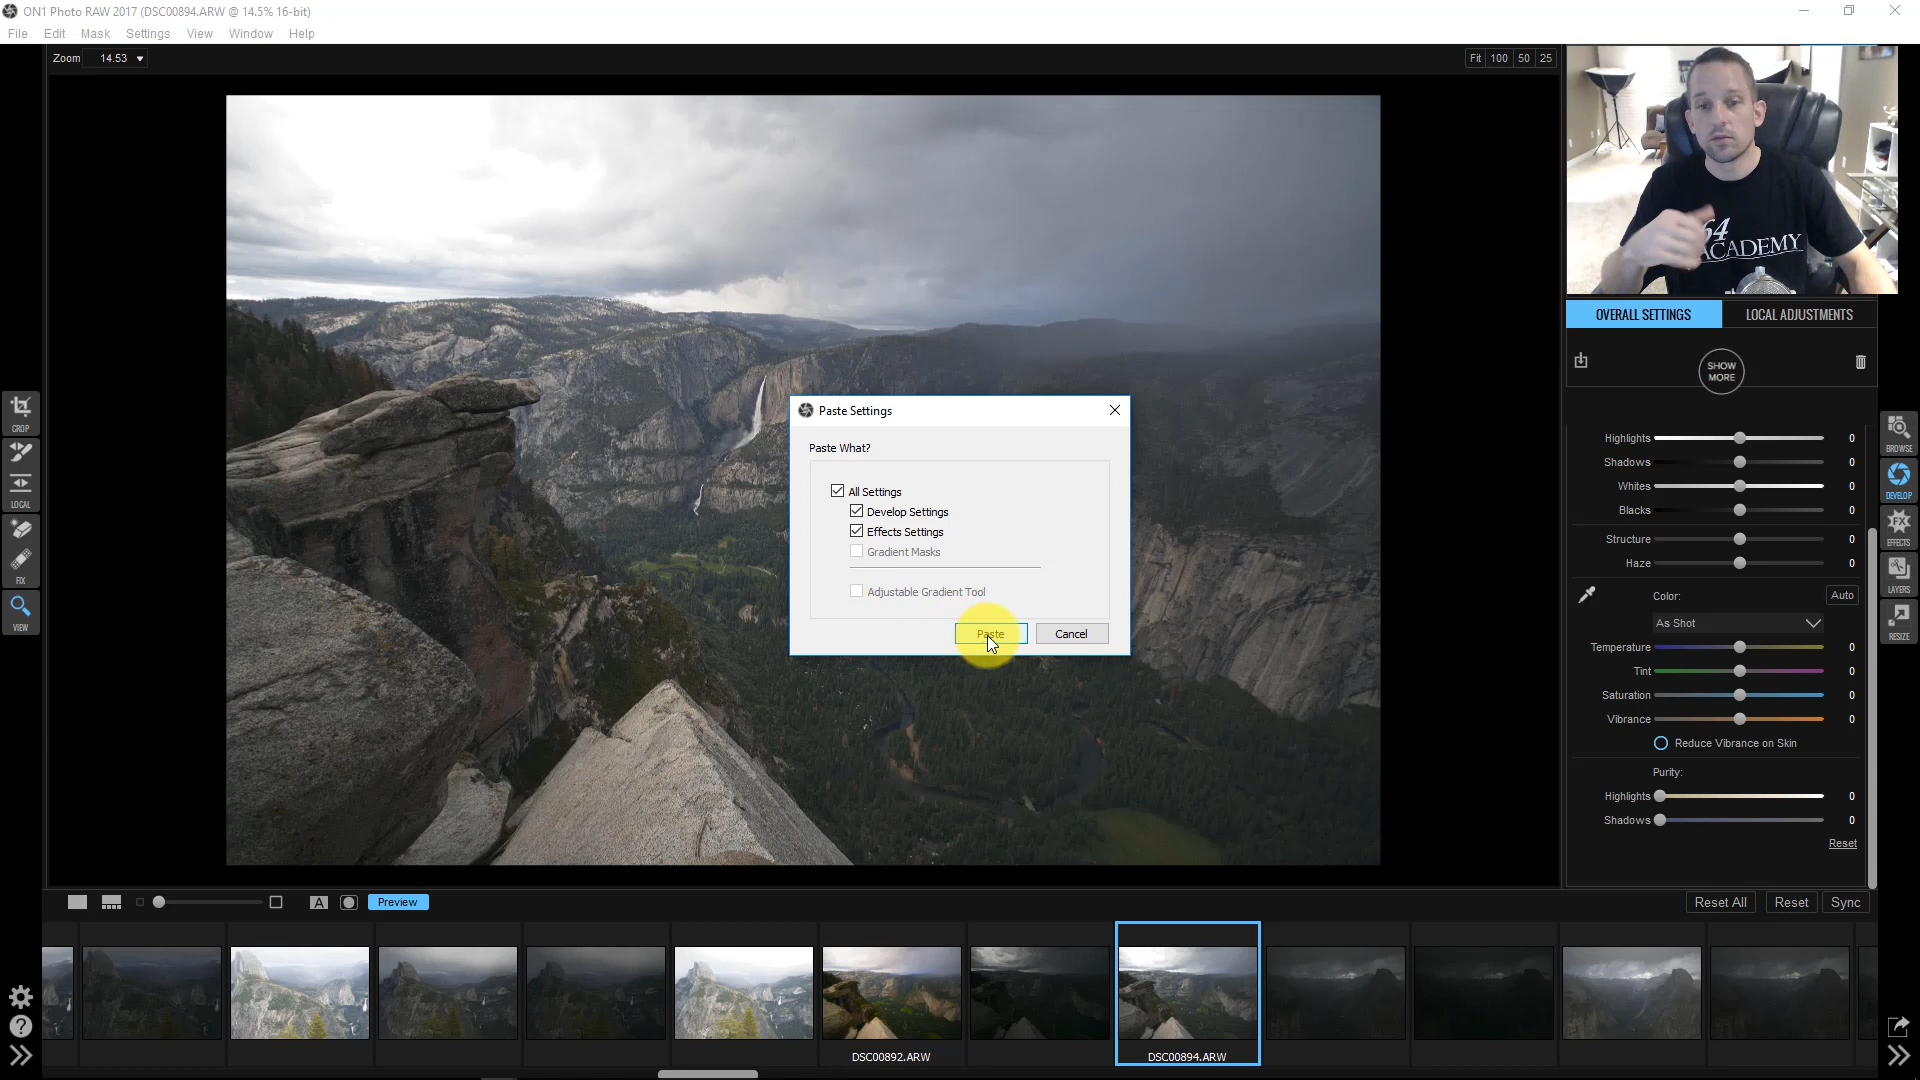 ON1 Photo RAW 2017 (DSC00894.ARW @ 14.5% 16-bit)
File Edit Mask Settings View Window Help
Zoom 14.53
Fit 100 50 25
64
ACADEMY
OVERALL SETTINGS LOCAL ADJUSTMENTS
SHOW MORE
CROP
LOCAL
FIX
VIEW
Paste Settings
Paste What?
All Settings
Develop Settings
Effects Settings
Gradient Masks
Adjustable Gradient Tool
Paste Cancel
Highlights 0
Shadows 0
Whites 0
Blacks 0
Structure 0
Haze 0
Color: Auto
As Shot
Temperature 0
Tint 0
Saturation 0
Vibrance 0
Reduce Vibrance on Skin
Purity:
Highlights 0
Shadows 0
Reset
BROWSE
DEVELOP
FX
EFFECTS
LAYERS
RESIZE
A Preview
Reset All Reset Sync
DSC00892.ARW DSC00894.ARW